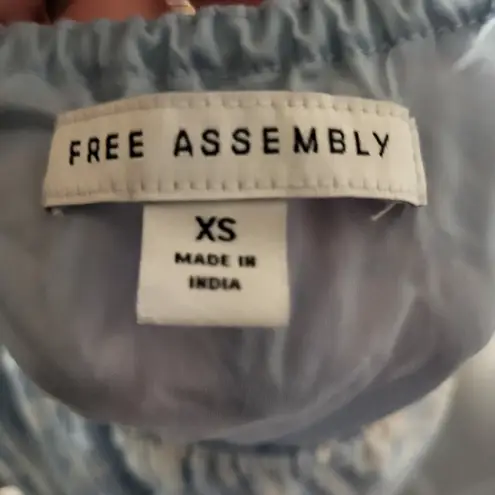 FREE ASSEMBLY
XS
MADE IN
INDIA